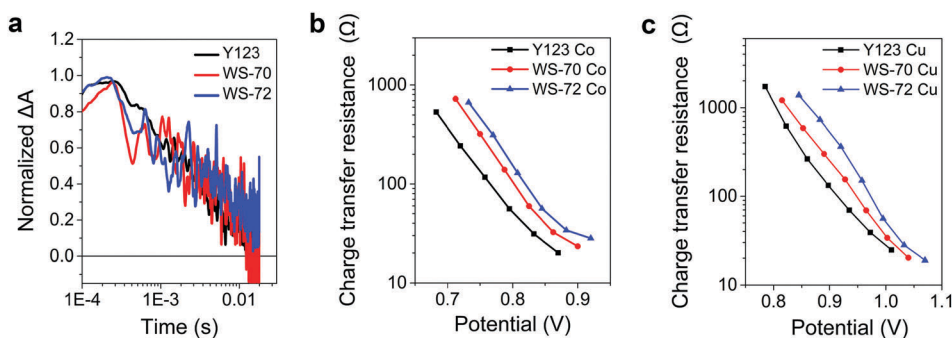 a
Normalized ΔA
1.2
1.0
0.8
0.6
0.4
0.2
0.0
Y123
WS-70
WS-72
1E-4
1E-3
0.01
Time (s)
b
Charge transfer resistance (Ω)
1000
100
10
Y123 Co
WS-70 Co
WS-72 Co
0.7
0.8
0.9
Potential (V)
c
Charge transfer resistance (Ω)
1000
100
10
Y123 Cu
WS-70 Cu
WS-72 Cu
0.8
0.9
1.0
1.1
Potential (V)